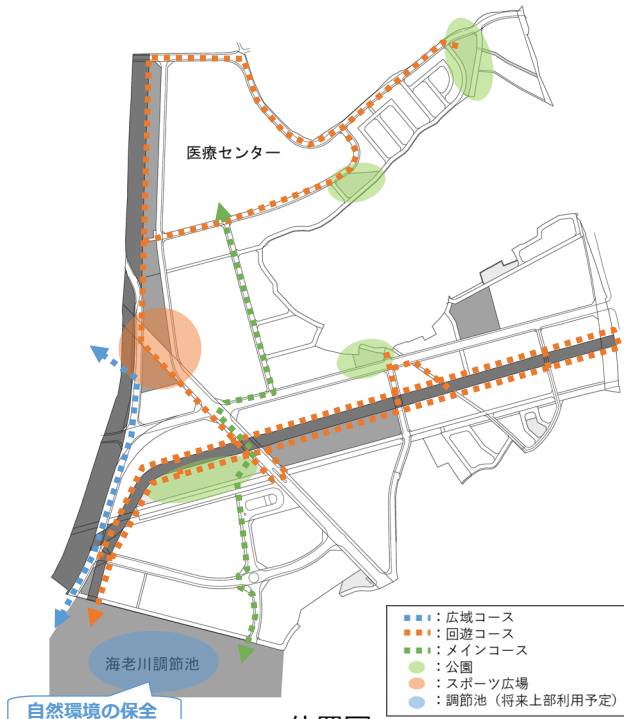 医療センター
：広域コース
：回遊コース
：メインコース
：公園
：スポーツ広場
：調節池（将来上部利用予定）
海老川調節池
自然環境の保全